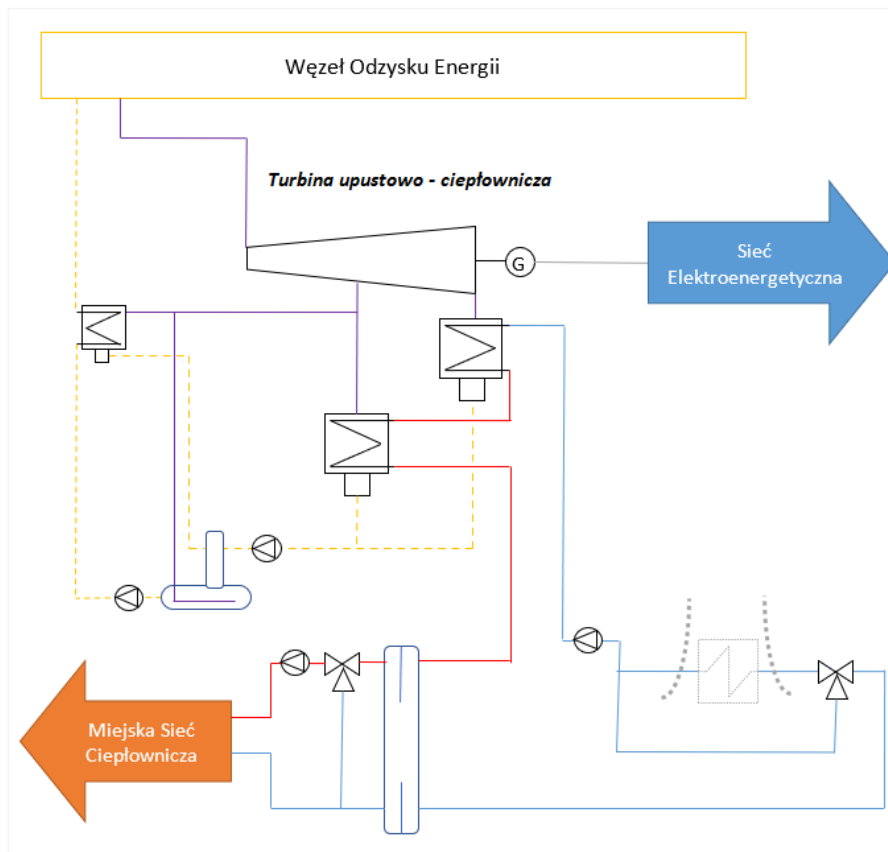 Węzeł Odzysku Energii
Turbina upustowo - ciepłownicza
G
Sieć
Elektroenergetyczna
Miejska Sieć
Ciepłownicza